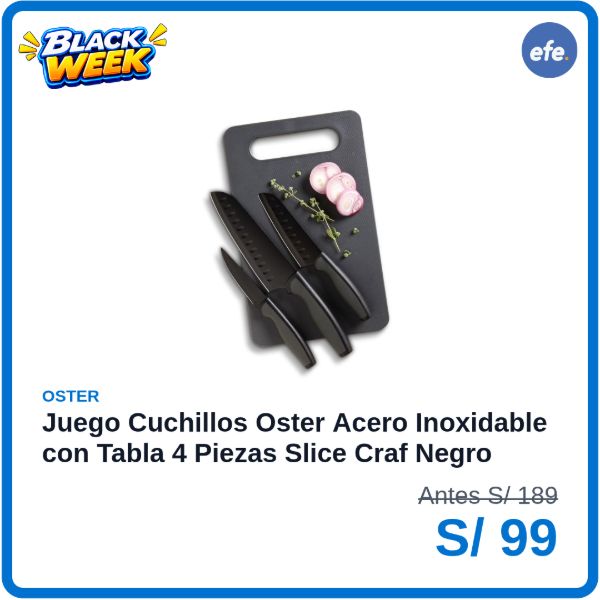 BLACK
WEEK
efe.
OSTER
Juego Cuchillos Oster Acero Inoxidable
con Tabla 4 Piezas Slice Craf Negro
Antes S/ 189
S/ 99